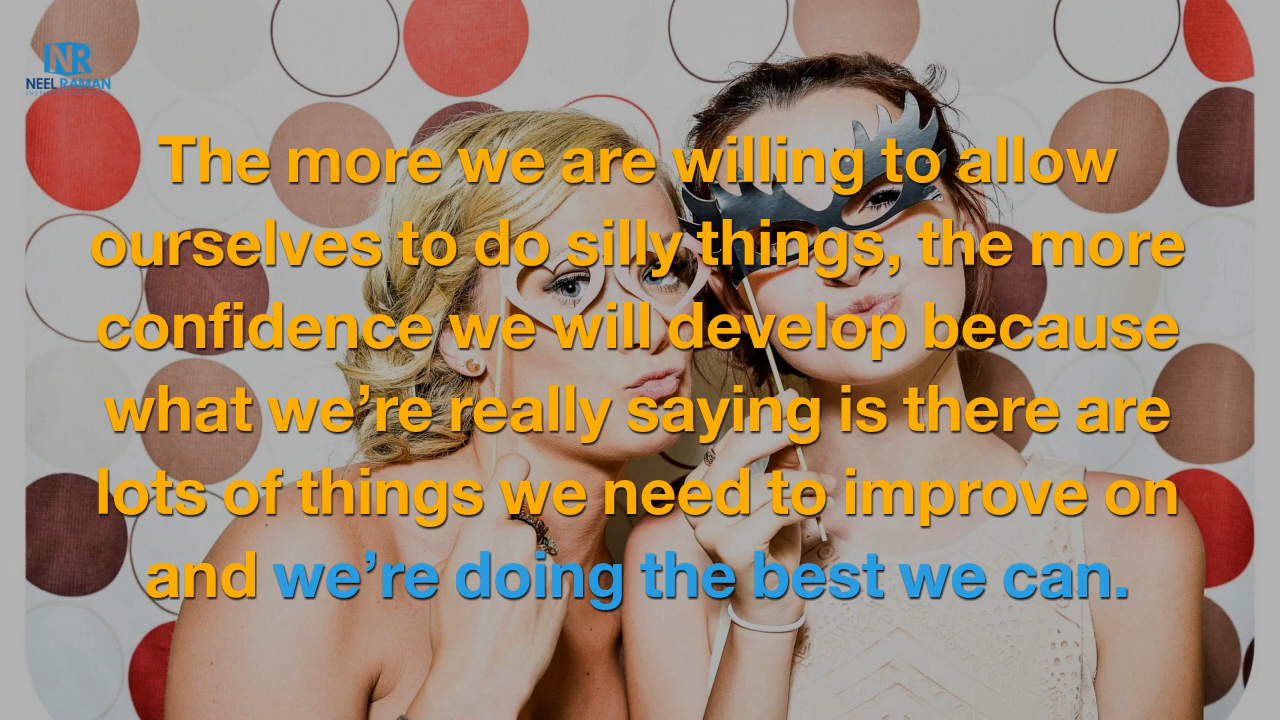 NR
NEEL RAMAN
The more we are willing to allow
ourselves to do silly things, the more
confidence we will develop because
what we’re really saying is there are
lots of things we need to improve on
and we’re doing the best we can.